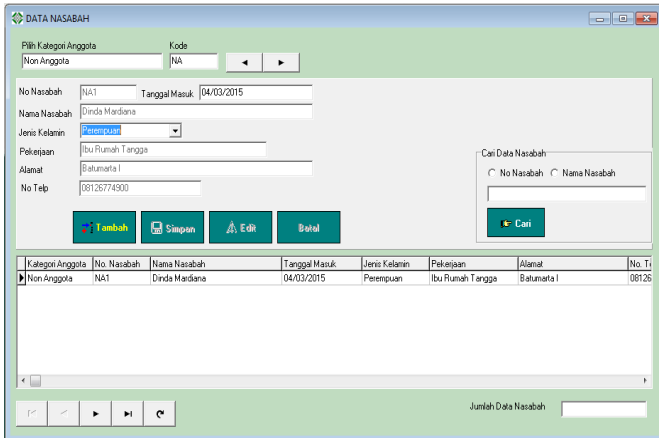 DATA NASABAH
Pilih Kategori Anggota Kode
Non Anggota NA
No Nasabah NA1 Tanggal Masuk 04/03/2015
Nama Nasabah Dinda Mardiana
Jenis Kelamin Perempuan
Pekerjaan Ibu Rumah Tangga
Alamat Batumarta I
No Telp 08126774900
Cari Data Nasabah
No Nasabah Nama Nasabah
Cari
Tambah Simpan Edit Batal
Kategori Anggota No. Nasabah Nama Nasabah Tanggal Masuk Jenis Kelamin Pekerjaan Alamat No. T
Non Anggota NA1 Dinda Mardiana 04/03/2015 Perempuan Ibu Rumah Tangga Batumarta I 08126
Jumlah Data Nasabah